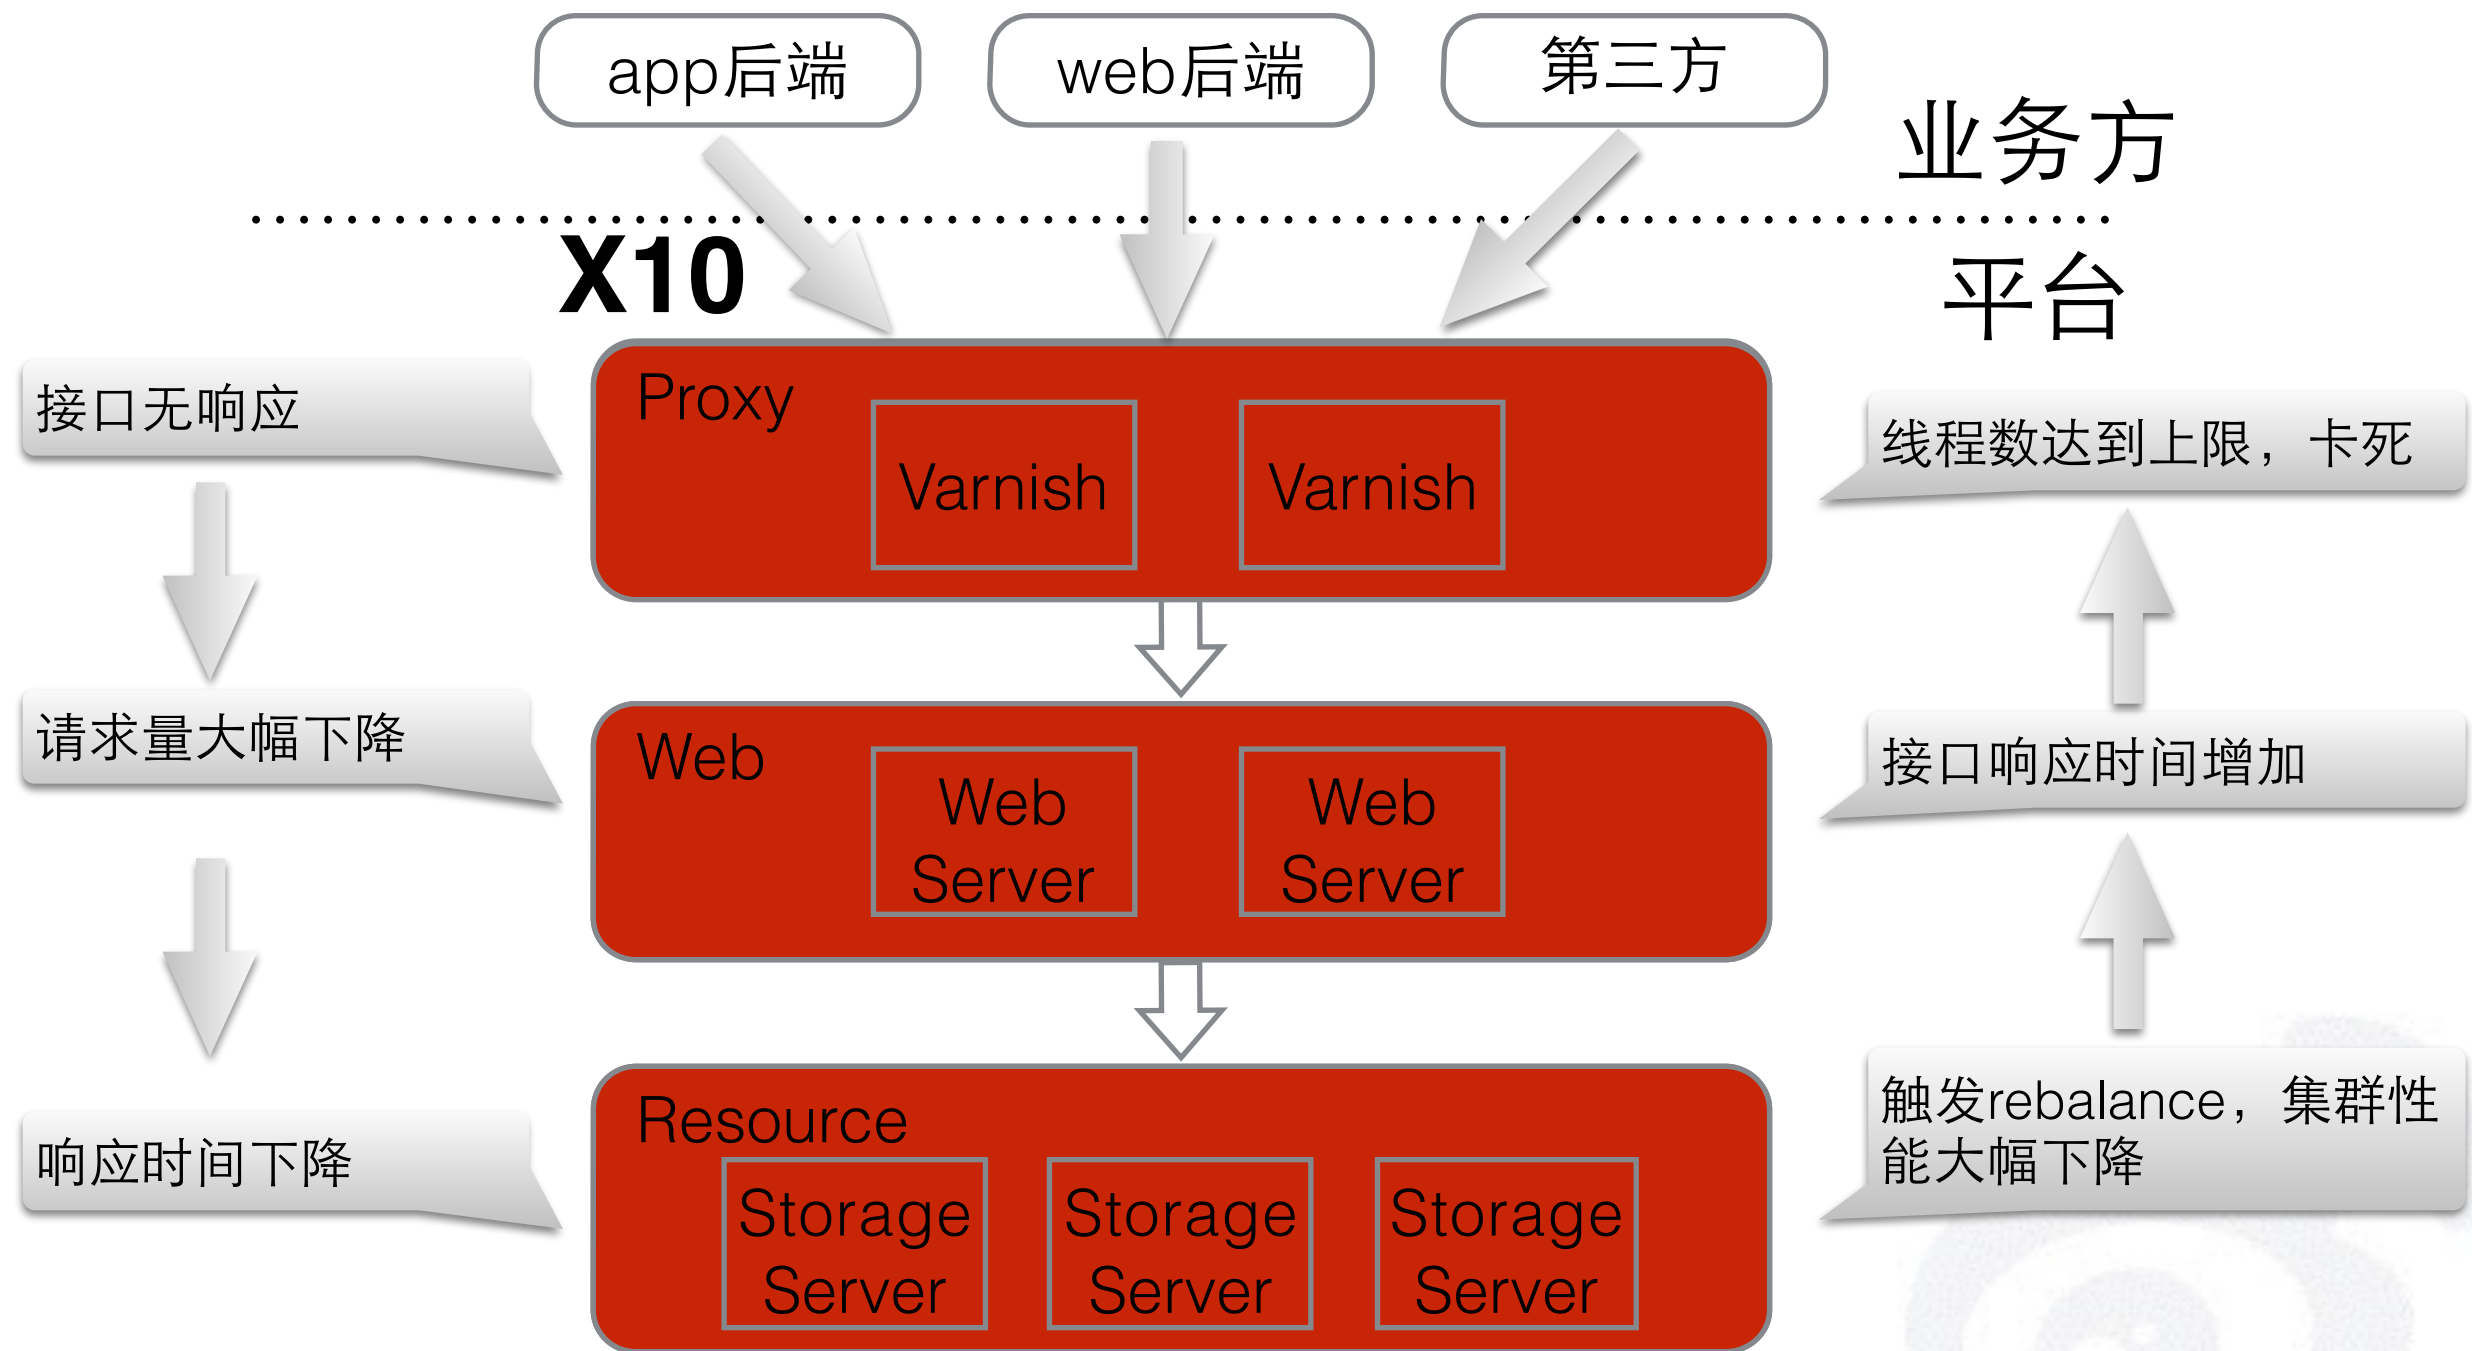 app后端
web后端
第三方
业务方
X10
平台
接口无响应
Proxy
Varnish
Varnish
线程数达到上限，卡死
请求量大幅下降
Web
Web
Server
Web
Server
接口响应时间增加
响应时间下降
Resource
Storage
Server
Storage
Server
Storage
Server
触发rebalance，集群性
能大幅下降